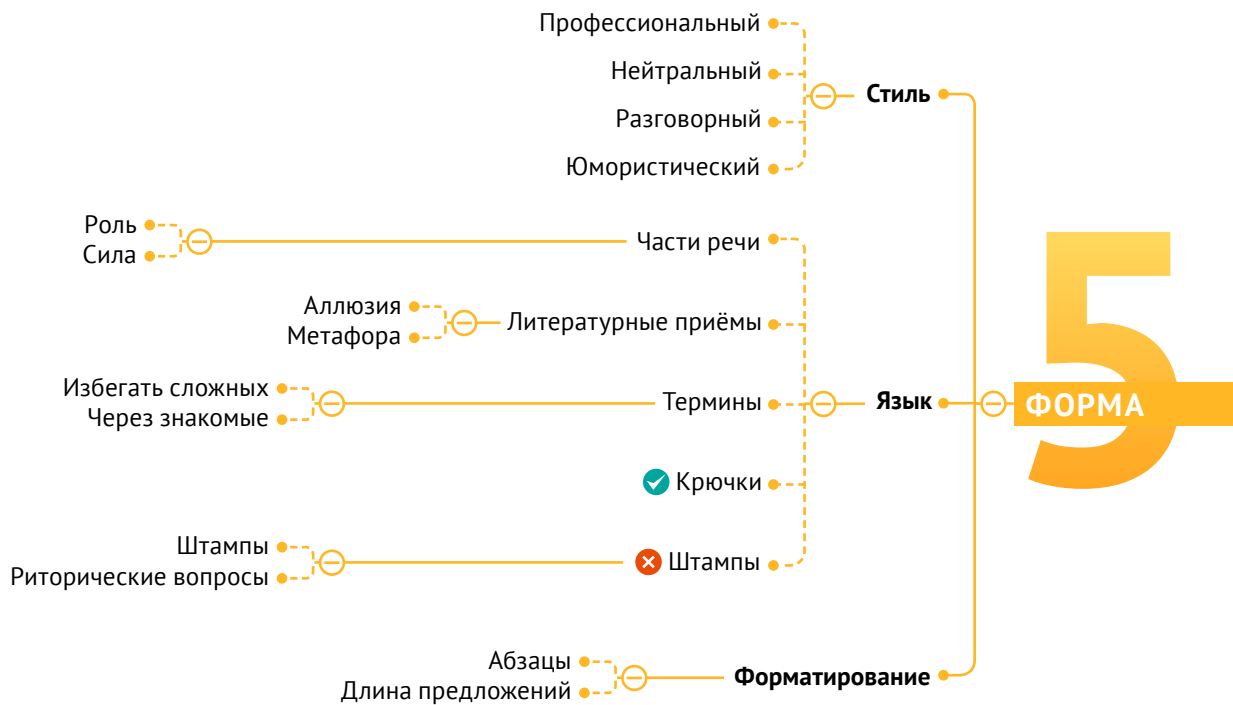 Профессиональный
Нейтральный
Стиль
Разговорный
Юмористический
Роль
Сила
Части речи
5
Аллюзия
Метафора
Литературные приёмы
Избегать сложных
Через знакомые
Термины
Язык
ФОРМА
Крючки
Штампы
Риторические вопросы
Штампы
Абзацы
Длина предложений
Форматирование